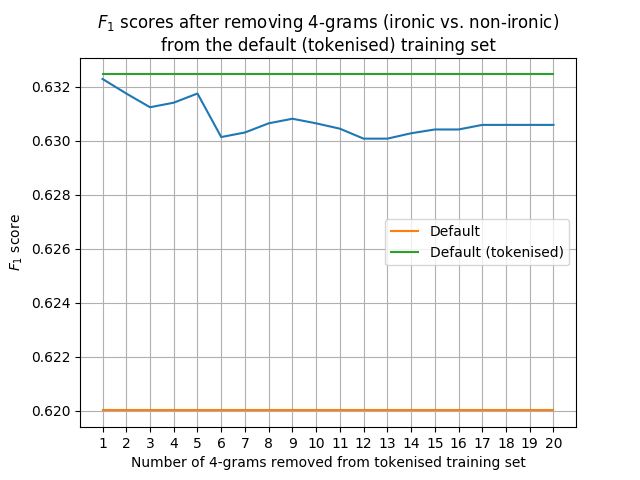 F1 scores after removing 4-grams (ironic vs. non-ironic)
from the default (tokenised) training set
F1 score
0.632
0.630
0.628
0.626
0.624
0.622
0.620
Default
Default (tokenised)
1 2 3 4 5 6 7 8 9 10 11 12 13 14 15 16 17 18 19 20
Number of 4-grams removed from tokenised training set